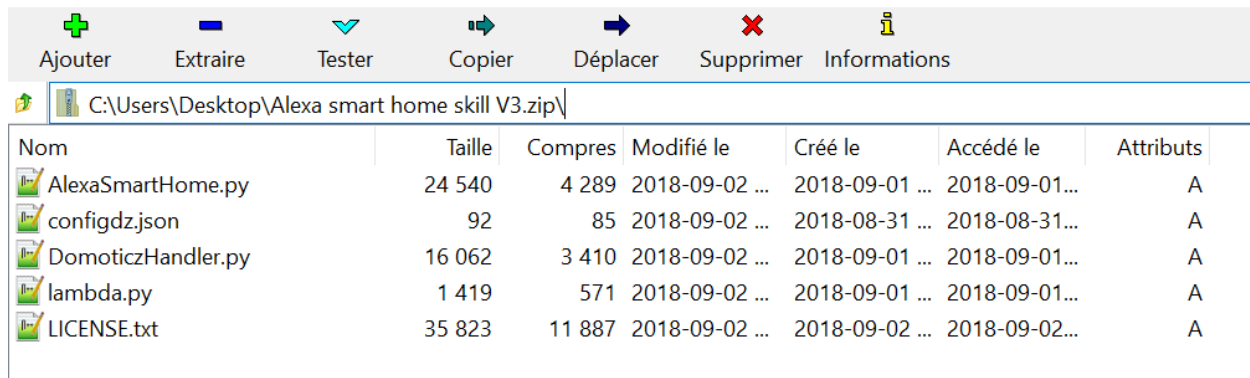 Ajouter Extraire Tester Copier Déplacer Supprimer Informations
C:\Users\Desktop\Alexa smart home skill V3.zip\
Nom Taille Compres Modifié le Créé le Accédé le Attributs
AlexaSmartHome.py 24 540 4 289 2018-09-02 ... 2018-09-01 ... 2018-09-01... A
configdz.json 92 85 2018-09-02 ... 2018-08-31 ... 2018-08-31... A
DomoticzHandler.py 16 062 3 410 2018-09-02 ... 2018-09-01 ... 2018-09-01... A
lambda.py 1 419 571 2018-09-02 ... 2018-09-01 ... 2018-09-01... A
LICENSE.txt 35 823 11 887 2018-09-02 ... 2018-09-02 ... 2018-09-02... A